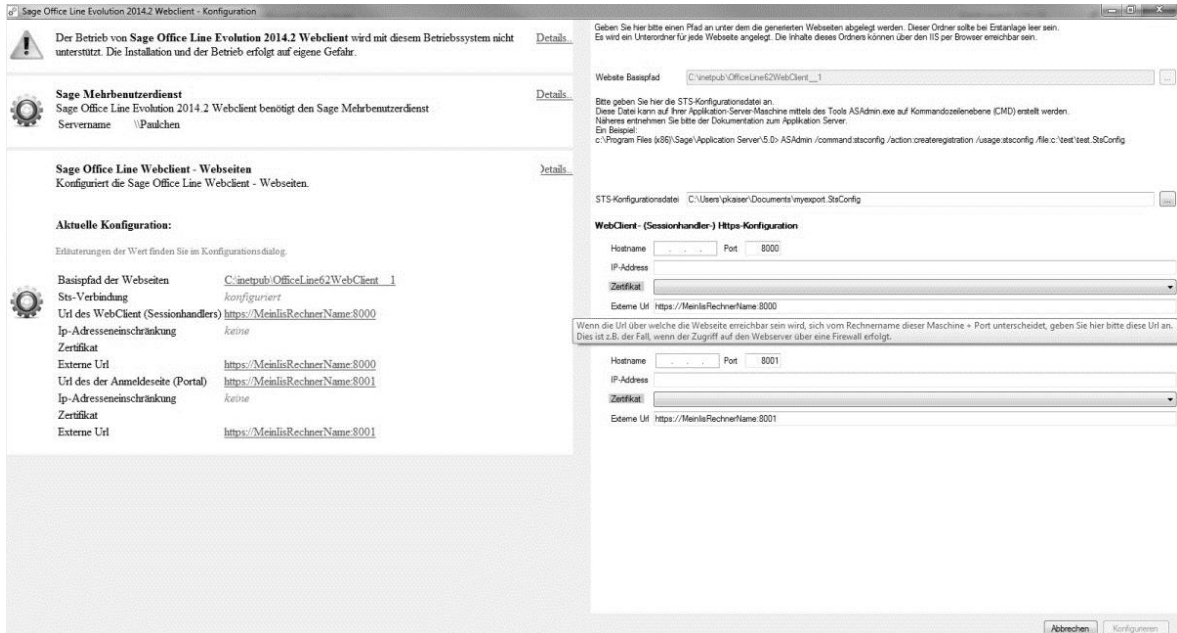 Sage Office Line Evolution 2014.2 Webclient - Konfiguration
Der Betrieb von Sage Office Line Evolution 2014.2 Webclient wird mit diesem Betriebssystem nicht
unterstützt. Die Installation und der Betrieb erfolgt auf eigene Gefahr.
Details..
Sage Mehrbenutzerdienst
Sage Office Line Evolution 2014.2 Webclient benötigt den Sage Mehrbenutzerdienst
Servername \\Paulchen
Details..
Sage Office Line Webclient - Webseiten
Konfiguriert die Sage Office Line Webclient - Webseiten.
Details..
Aktuelle Konfiguration:
Erläuterungen der Wert finden Sie im Konfigurationsdialog.
Basispfad der Webseiten C:\inetpub\OfficeLine62WebClient__1
Sts-Verbindung konfiguriert
Url des WebClient (Sessionhandlers) https://MeinIisRechnerName:8000
Ip-Adresseneinschränkung keine
Zertifikat
Externe Url https://MeinIisRechnerName:8000
Url des der Anmeldeseite (Portal) https://MeinIisRechnerName:8001
Ip-Adresseneinschränkung keine
Zertifikat
Externe Url https://MeinIisRechnerName:8001
Geben Sie hier bitte einen Pfad an unter dem die generierten Webseiten abgelegt werden. Dieser Ordner sollte bei Erstanlage leer sein.
Es wird ein Unterordner für jede Webseite angelegt. Die Inhalte dieses Ordners können über den IIS per Browser erreichbar sein.
Website Basispfad C:\inetpub\OfficeLine62WebClient__1 ...
Bitte geben Sie hier die STS-Konfigurationsdatei an.
Diese Datei kann auf Ihrer Applikation-Server-Maschine mittels des Tools ASAdmin.exe auf Kommandozeilenebene (CMD) erstellt werden.
Näheres entnehmen Sie bitte der Dokumentation zum Applikation Server.
Ein Beispiel:
c:\Program Files (x86)\Sage\Application Server\5.0> ASAdmin /command:stsconfig /action:createregistration /usage:stsconfig /file:c:\test\test.StsConfig
STS-Konfigurationsdatei C:\Users\pkaiser\Documents\myexport.StsConfig ...
WebClient- (Sessionhandler-) Https-Konfiguration
Hostname . . . Port 8000
IP-Address
Zertifikat
Externe Url https://MeinIisRechnerName:8000
Wenn die Url über welche die Webseite erreichbar sein wird, sich vom Rechnername dieser Maschine + Port unterscheidet, geben Sie hier bitte diese Url an.
Dies ist z.B. der Fall, wenn der Zugriff auf den Webserver über eine Firewall erfolgt.
Hostname . . . Port 8001
IP-Address
Zertifikat
Externe Url https://MeinIisRechnerName:8001
Abbrechen Konfigurieren